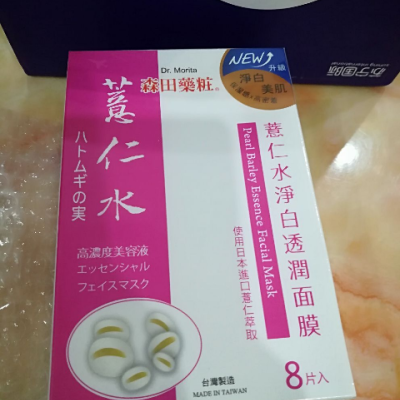 苏宁国际
Dr. Morita
森田藥粧®
NEW
升級
淨白
美肌
薏仁水
ハトムギの実
高濃度美容液
エッセンシャル
フェイスマスク
薏仁水淨白透潤面膜
Pearl Barley Essence Facial Mask
使用日本進口薏仁萃取
台灣製造
MADE IN TAIWAN
8片入